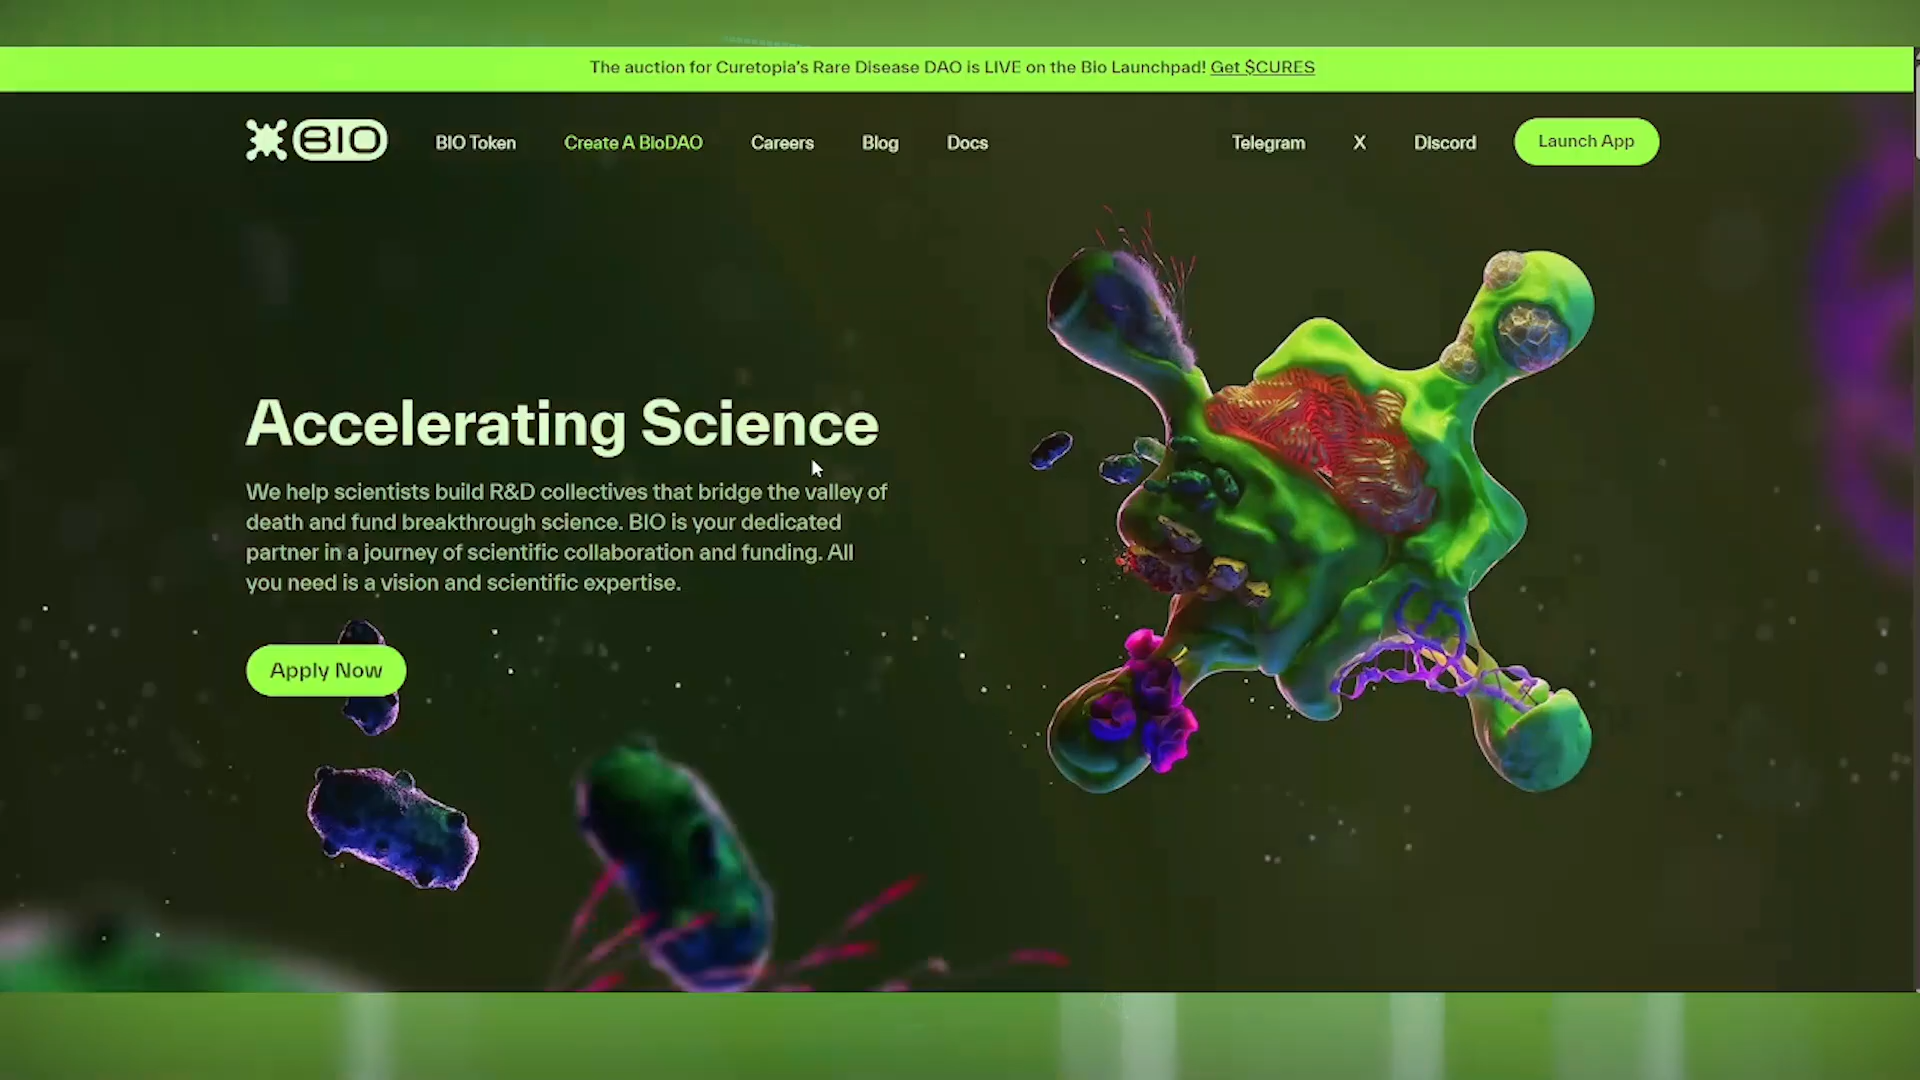 The auction for Curetopia's Rare Disease DAO is LIVE on the Bio Launchpad! Get $CURES
BIO
BIO Token
Create A BioDAO
Careers
Blog
Docs
Telegram
X
Discord
Launch App
Accelerating Science
We help scientists build R&D collectives that bridge the valley of
death and fund breakthrough science. BIO is your dedicated
partner in a journey of scientific collaboration and funding. All
you need is a vision and scientific expertise.
Apply Now